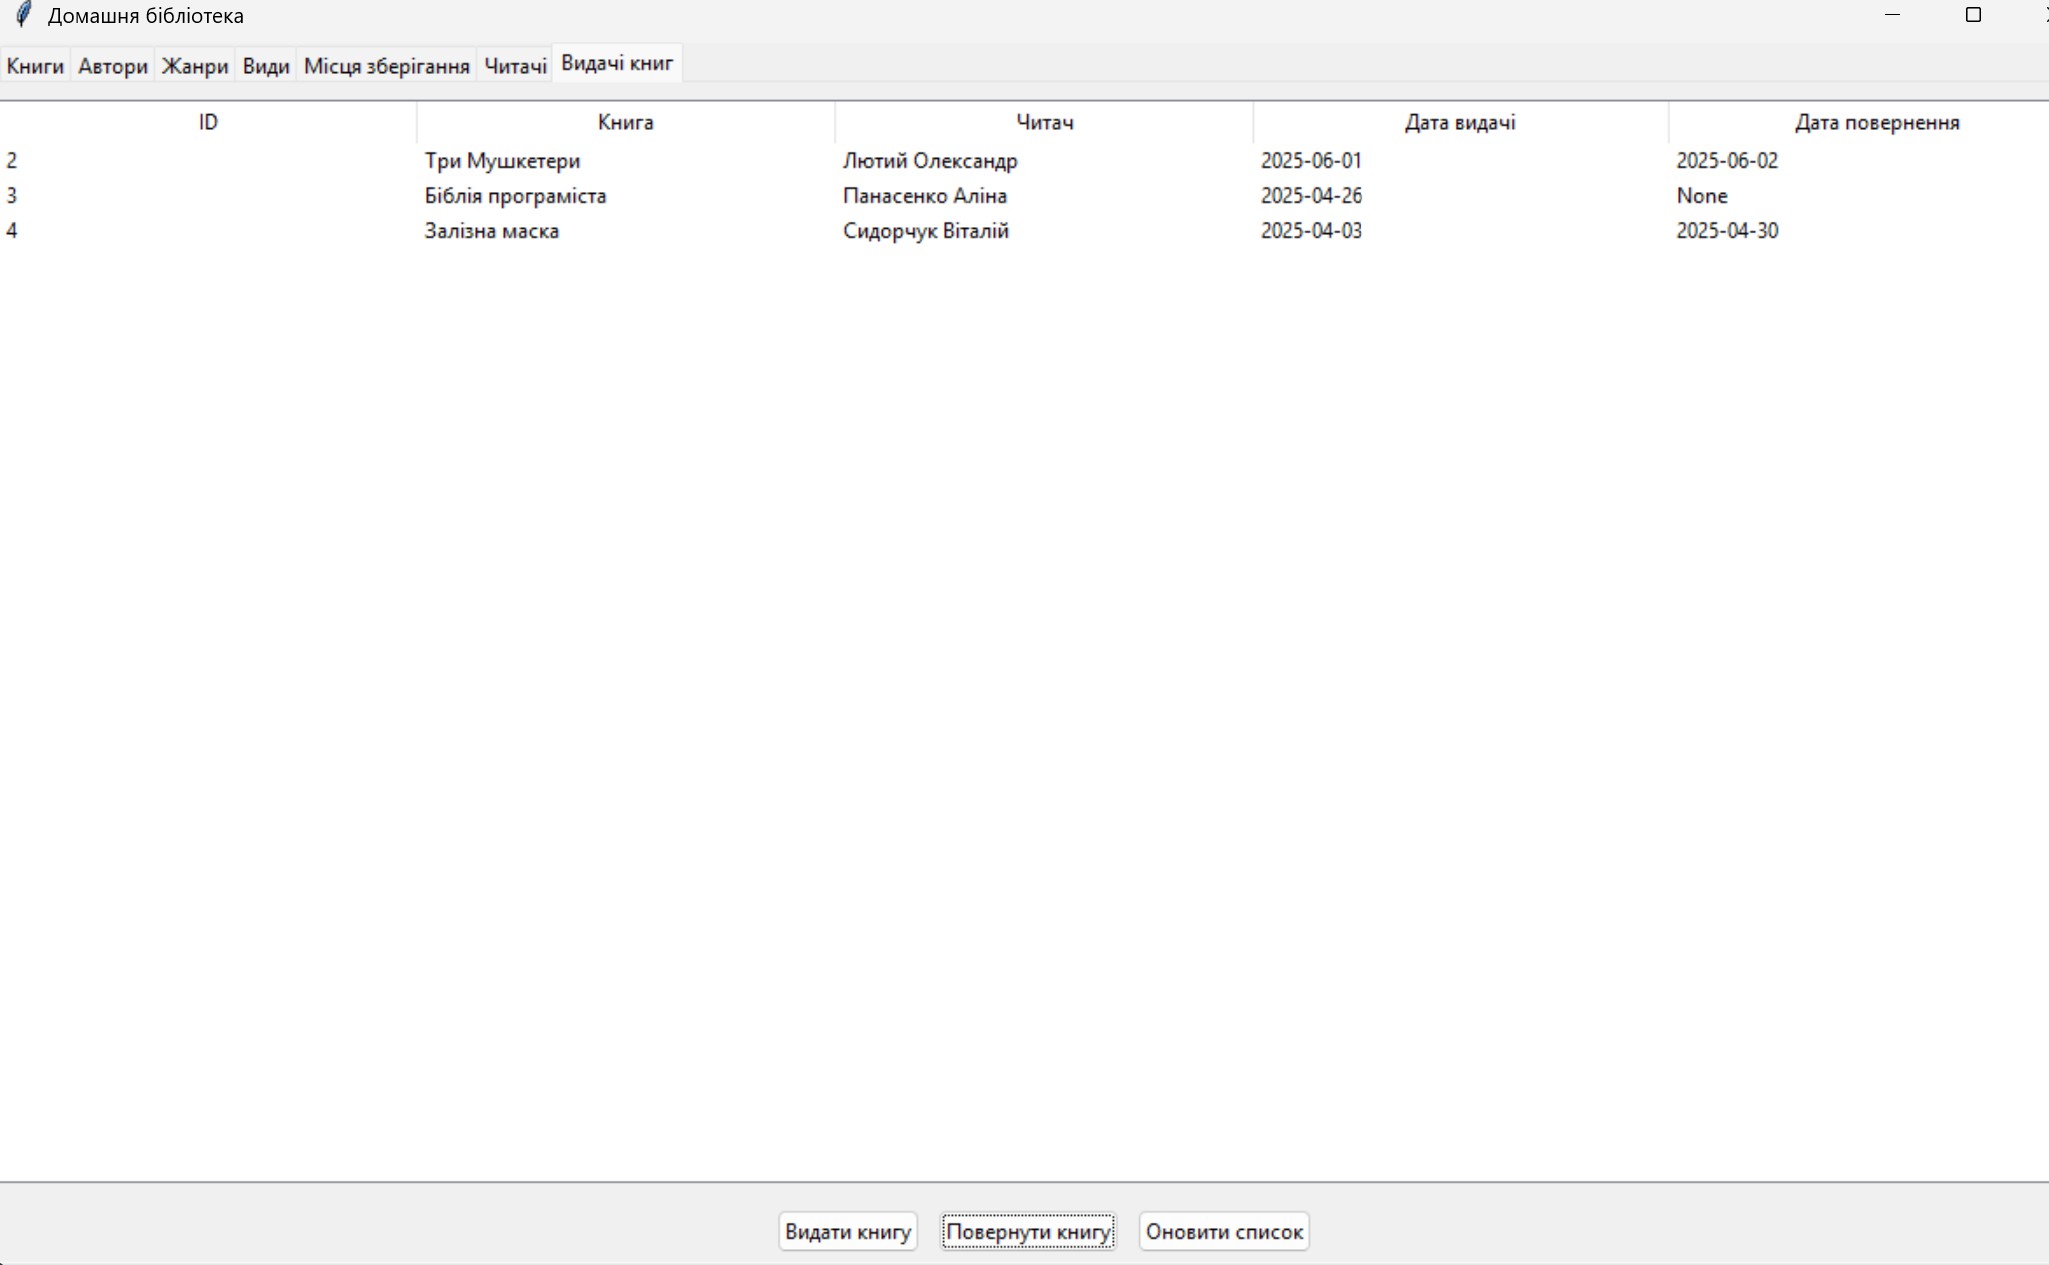 Домашня бібліотека
Книги Автори Жанри Види Місця зберігання Читачі Видачі книг
ID Книга Читач Дата видачі Дата повернення
2 Три Мушкетери Лютий Олександр 2025-06-01 2025-06-02
3 Біблія програміста Панасенко Аліна 2025-04-26 None
4 Залізна маска Сидорчук Віталій 2025-04-03 2025-04-30
Видати книгу Повернути книгу Оновити список